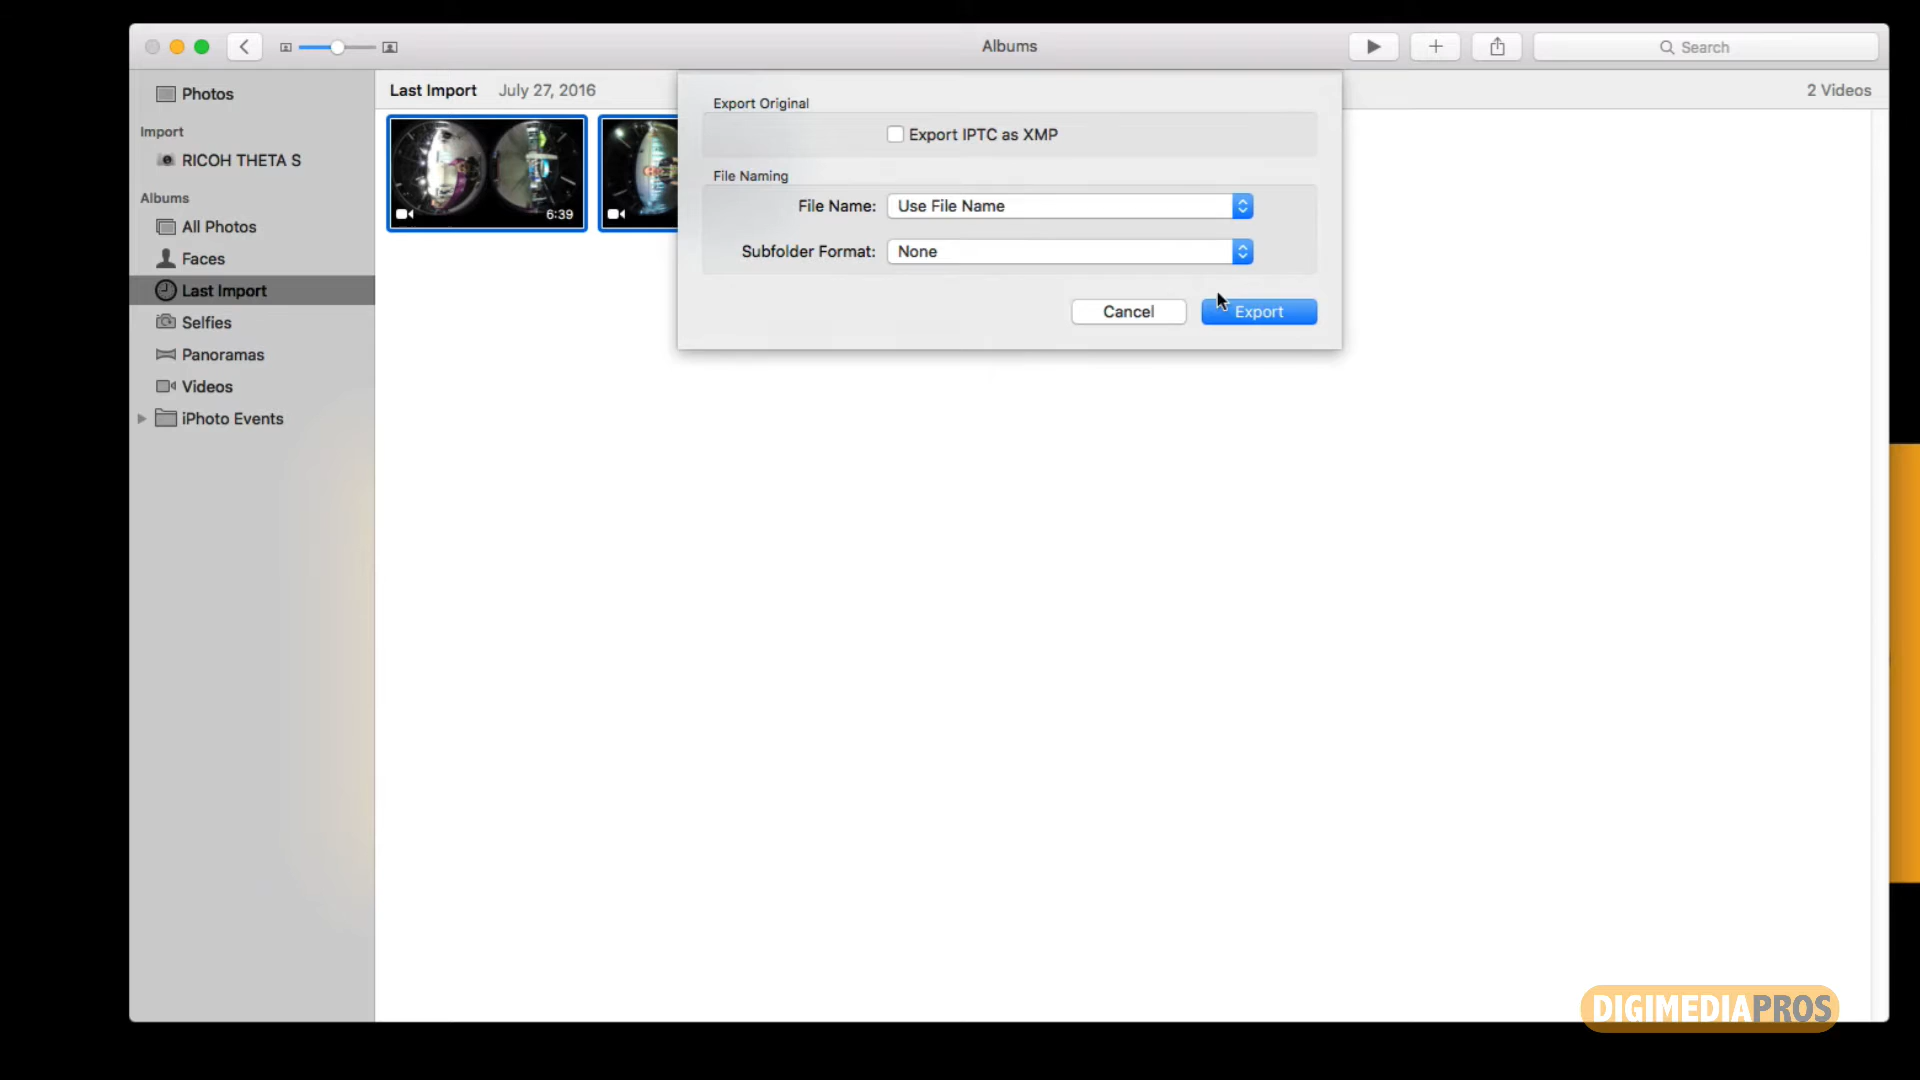 Albums
Search
Photos
Import
RICOH THETA S
Albums
All Photos
Faces
Last Import
Selfies
Panoramas
Videos
iPhoto Events
Last Import July 27, 2016
2 Videos
6:39
Export Original
Export IPTC as XMP
File Naming
File Name: Use File Name
Subfolder Format: None
Cancel
Export
DIGIMEDIAPROS